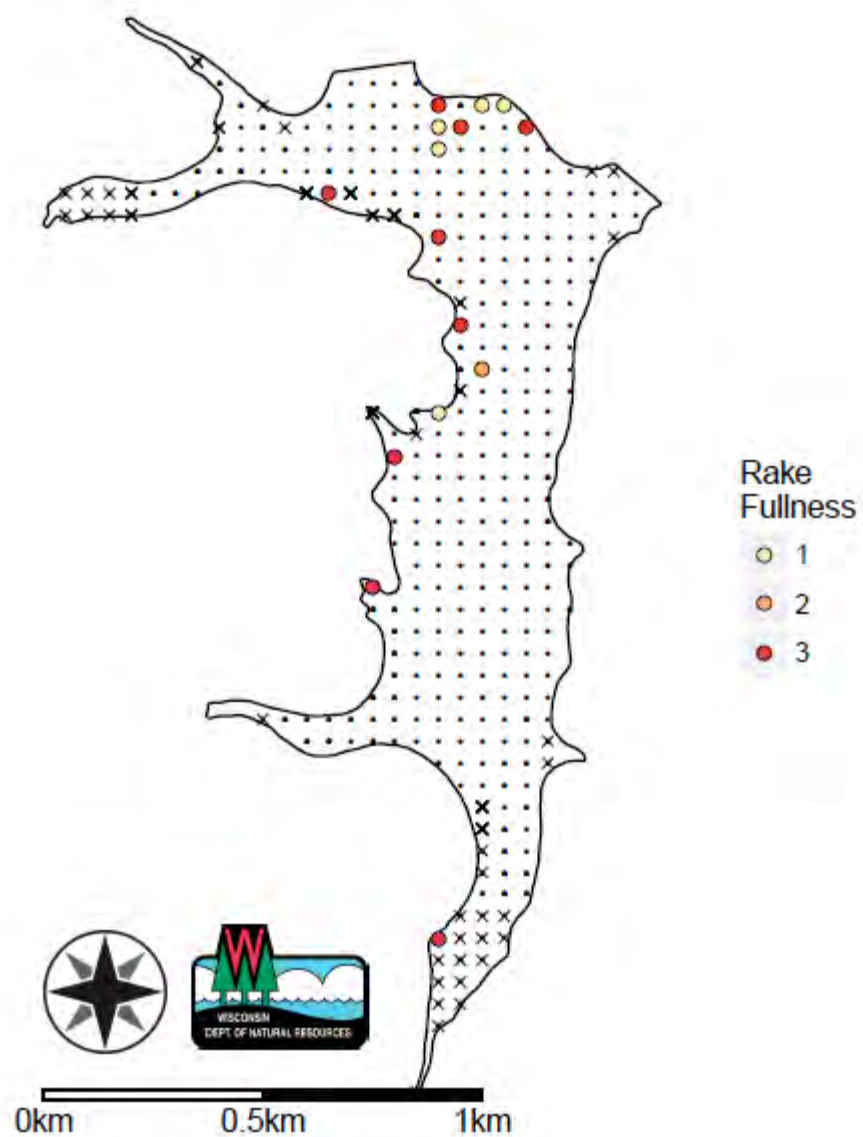 Rake
Fullness
1
2
3
W
WISCONSIN
DEPT. OF NATURAL RESOURCES
0km 0.5km 1km